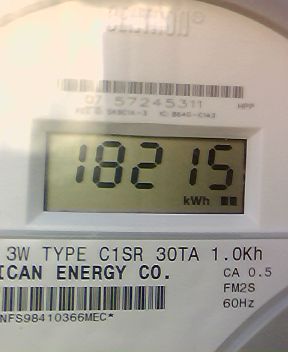 07 57245311 HPP
18215
kWh
3W TYPE C1SR 30TA 1.0Kh
ICAN ENERGY CO. CA 0.5
FM2S
NFS98410366MEC* 60Hz